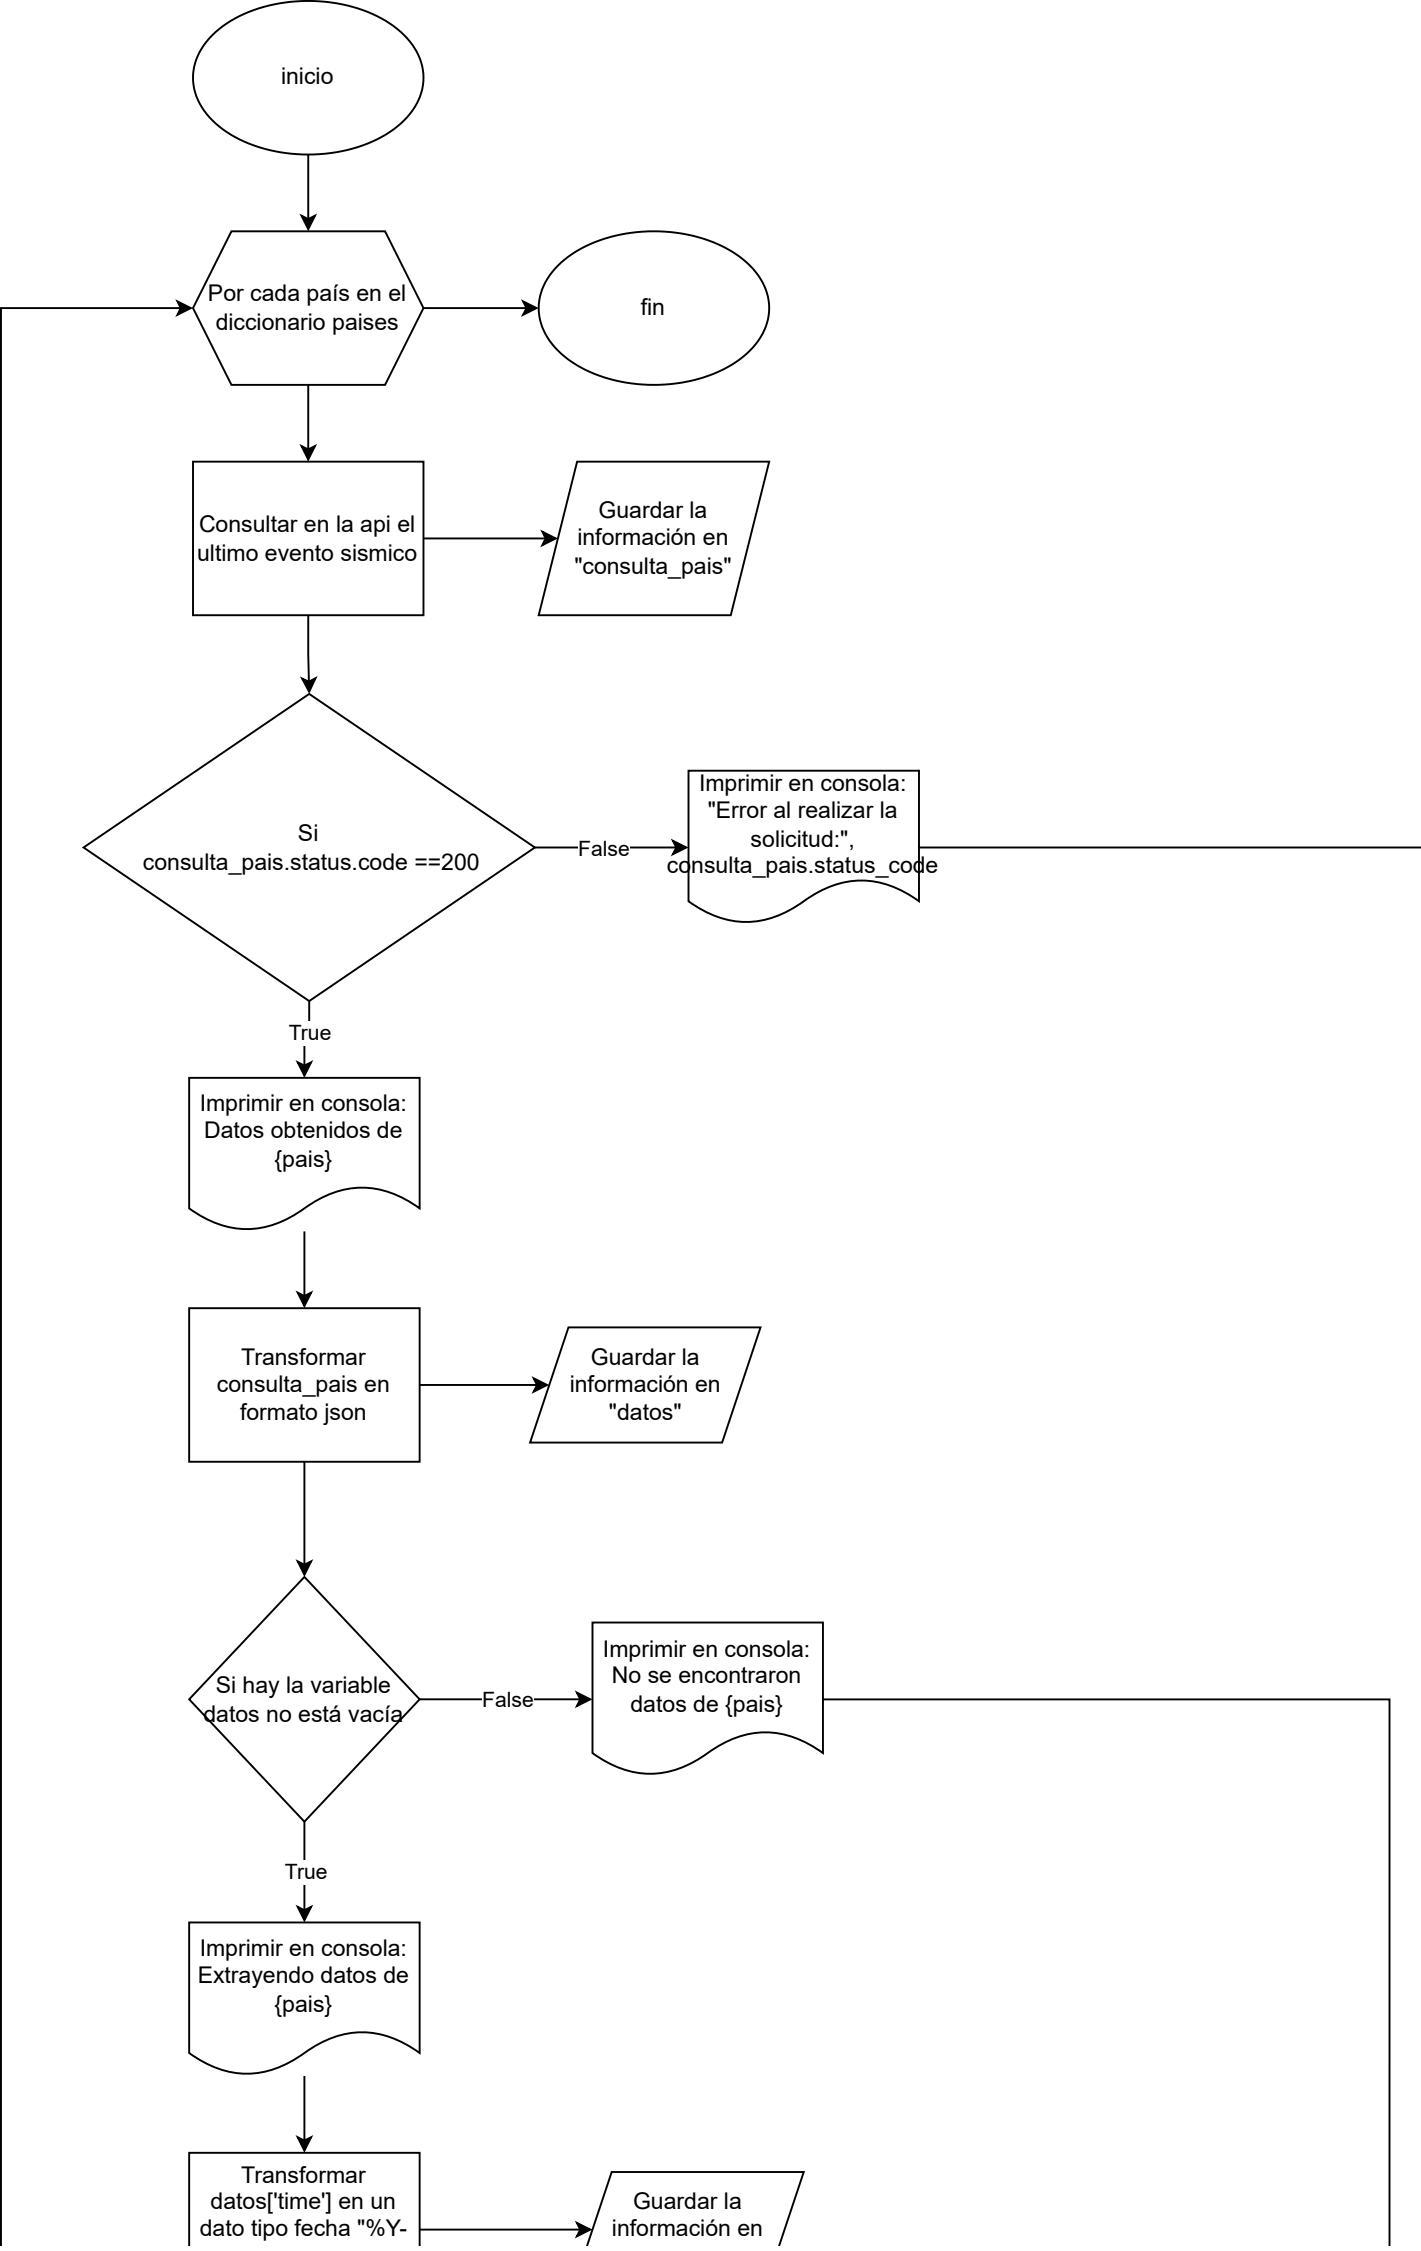 inicio
Por cada país en el
diccionario paises
fin
Consultar en la api el
ultimo evento sismico
Guardar la
información en
"consulta_pais"
Si
consulta_pais.status.code ==200
False
Imprimir en consola:
"Error al realizar la
solicitud:",
consulta_pais.status_code
True
Imprimir en consola:
Datos obtenidos de
{pais}
Transformar
consulta_pais en
formato json
Guardar la
información en
"datos"
Si hay la variable
datos no está vacía
False
Imprimir en consola:
No se encontraron
datos de {pais}
True
Imprimir en consola:
Extrayendo datos de
{pais}
Transformar
datos['time'] en un
dato tipo fecha "%Y-
Guardar la
información en